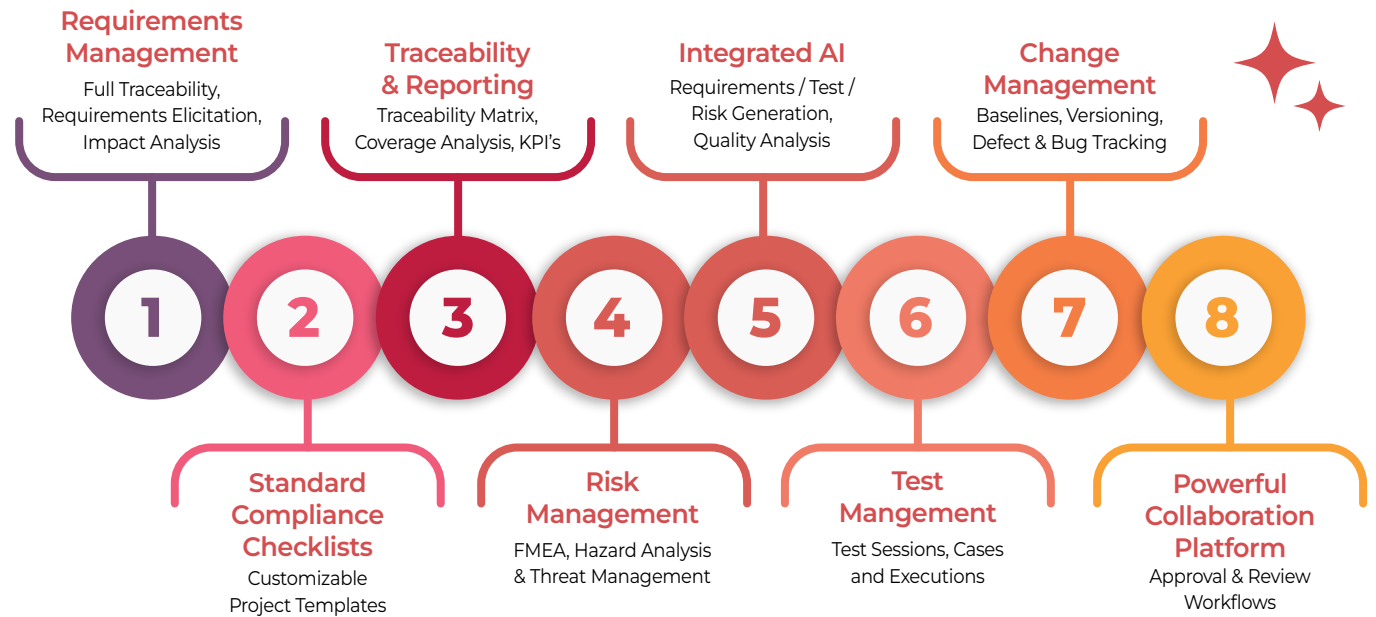 Requirements
Management
Full Traceability,
Requirements Elicitation,
Impact Analysis
Traceability
& Reporting
Traceability Matrix,
Coverage Analysis, KPI’s
Integrated AI
Requirements / Test /
Risk Generation,
Quality Analysis
Change
Management
Baselines, Versioning,
Defect & Bug Tracking
1
2
3
4
5
6
7
8
Standard
Compliance
Checklists
Customizable
Project Templates
Risk
Management
FMEA, Hazard Analysis
& Threat Management
Test
Mangement
Test Sessions, Cases
and Executions
Powerful
Collaboration
Platform
Approval & Review
Workflows